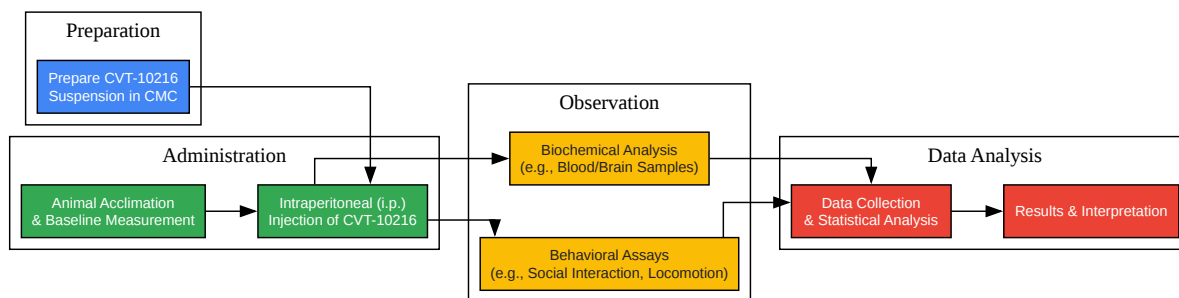 Preparation
Prepare CVT-10216
Suspension in CMC
Administration
Animal Acclimation
& Baseline Measurement
Intraperitoneal (i.p.)
Injection of CVT-10216
Observation
Biochemical Analysis
(e.g., Blood/Brain Samples)
Behavioral Assays
(e.g., Social Interaction, Locomotion)
Data Analysis
Data Collection
& Statistical Analysis
Results & Interpretation